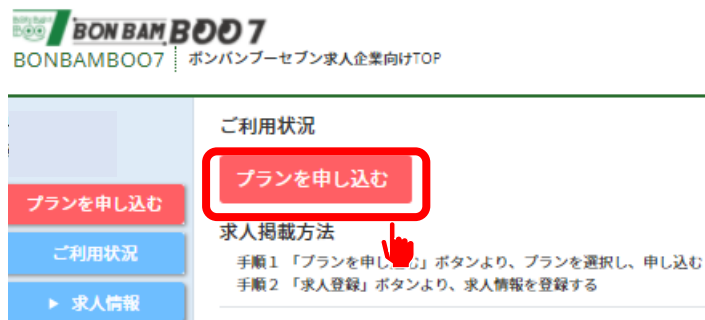 BON BAM BOO 7
BONBAMBOO7
ボンバンブーセブン求人企業向けTOP
ご利用状況
プランを申し込む
プランを申し込む
ご利用状況
▶ 求人情報
求人掲載方法
手順1 「プランを申し込む」ボタンより、プランを選択し、申し込む
手順2 「求人登録」ボタンより、求人情報を登録する